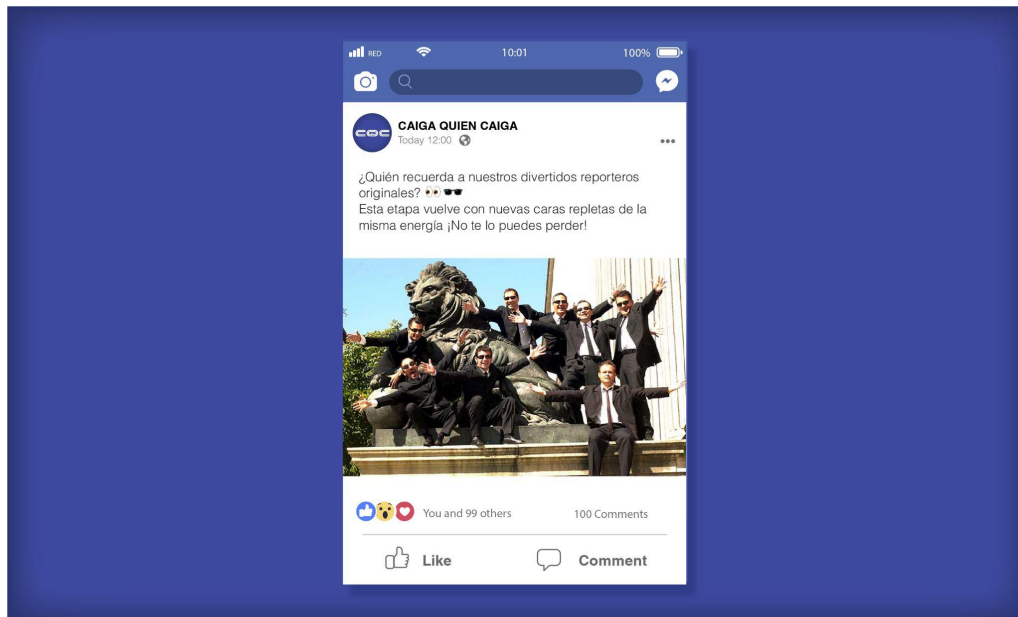 RED 10:01 100%
CQC CAIGA QUIEN CAIGA
Today 12:00
¿Quién recuerda a nuestros divertidos reporteros
originales? 👀 🕶️
Esta etapa vuelve con nuevas caras repletas de la
misma energía ¡No te lo puedes perder!
You and 99 others 100 Comments
Like Comment